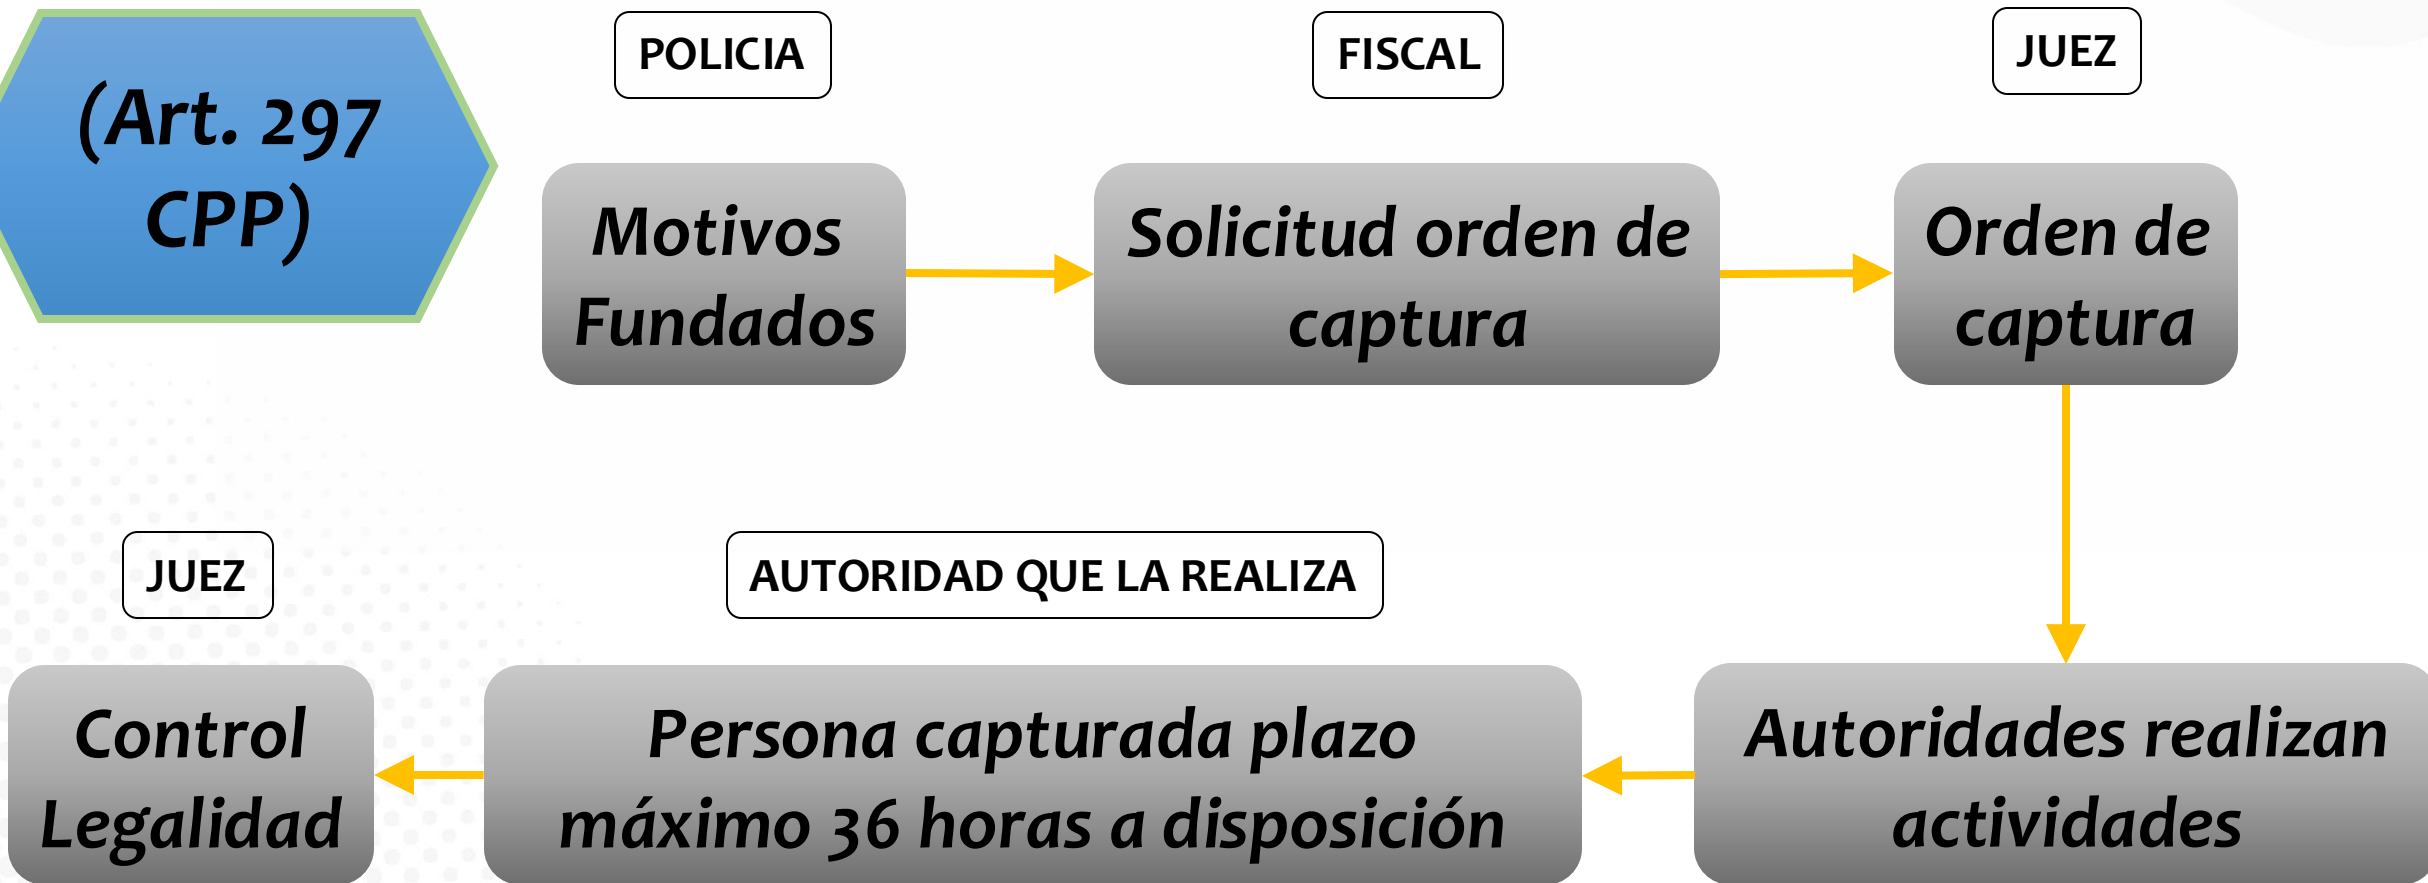 (Art. 297
CPP)
POLICIA
FISCAL
JUEZ
Motivos
Fundados
Solicitud orden de
captura
Orden de
captura
JUEZ
AUTORIDAD QUE LA REALIZA
Control
Legalidad
Persona capturada plazo
máximo 36 horas a disposición
Autoridades realizan
actividades